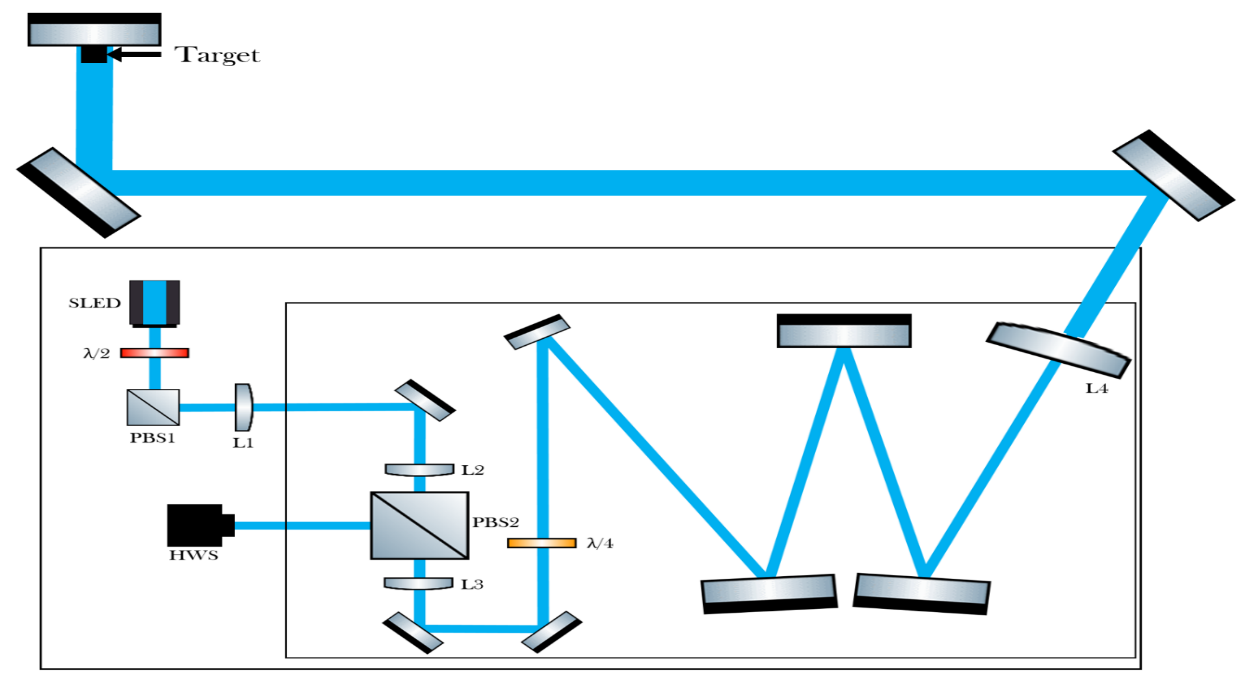 Target
SLED
λ/2
PBS1
L1
L2
PBS2
HWS
λ/4
L3
L4